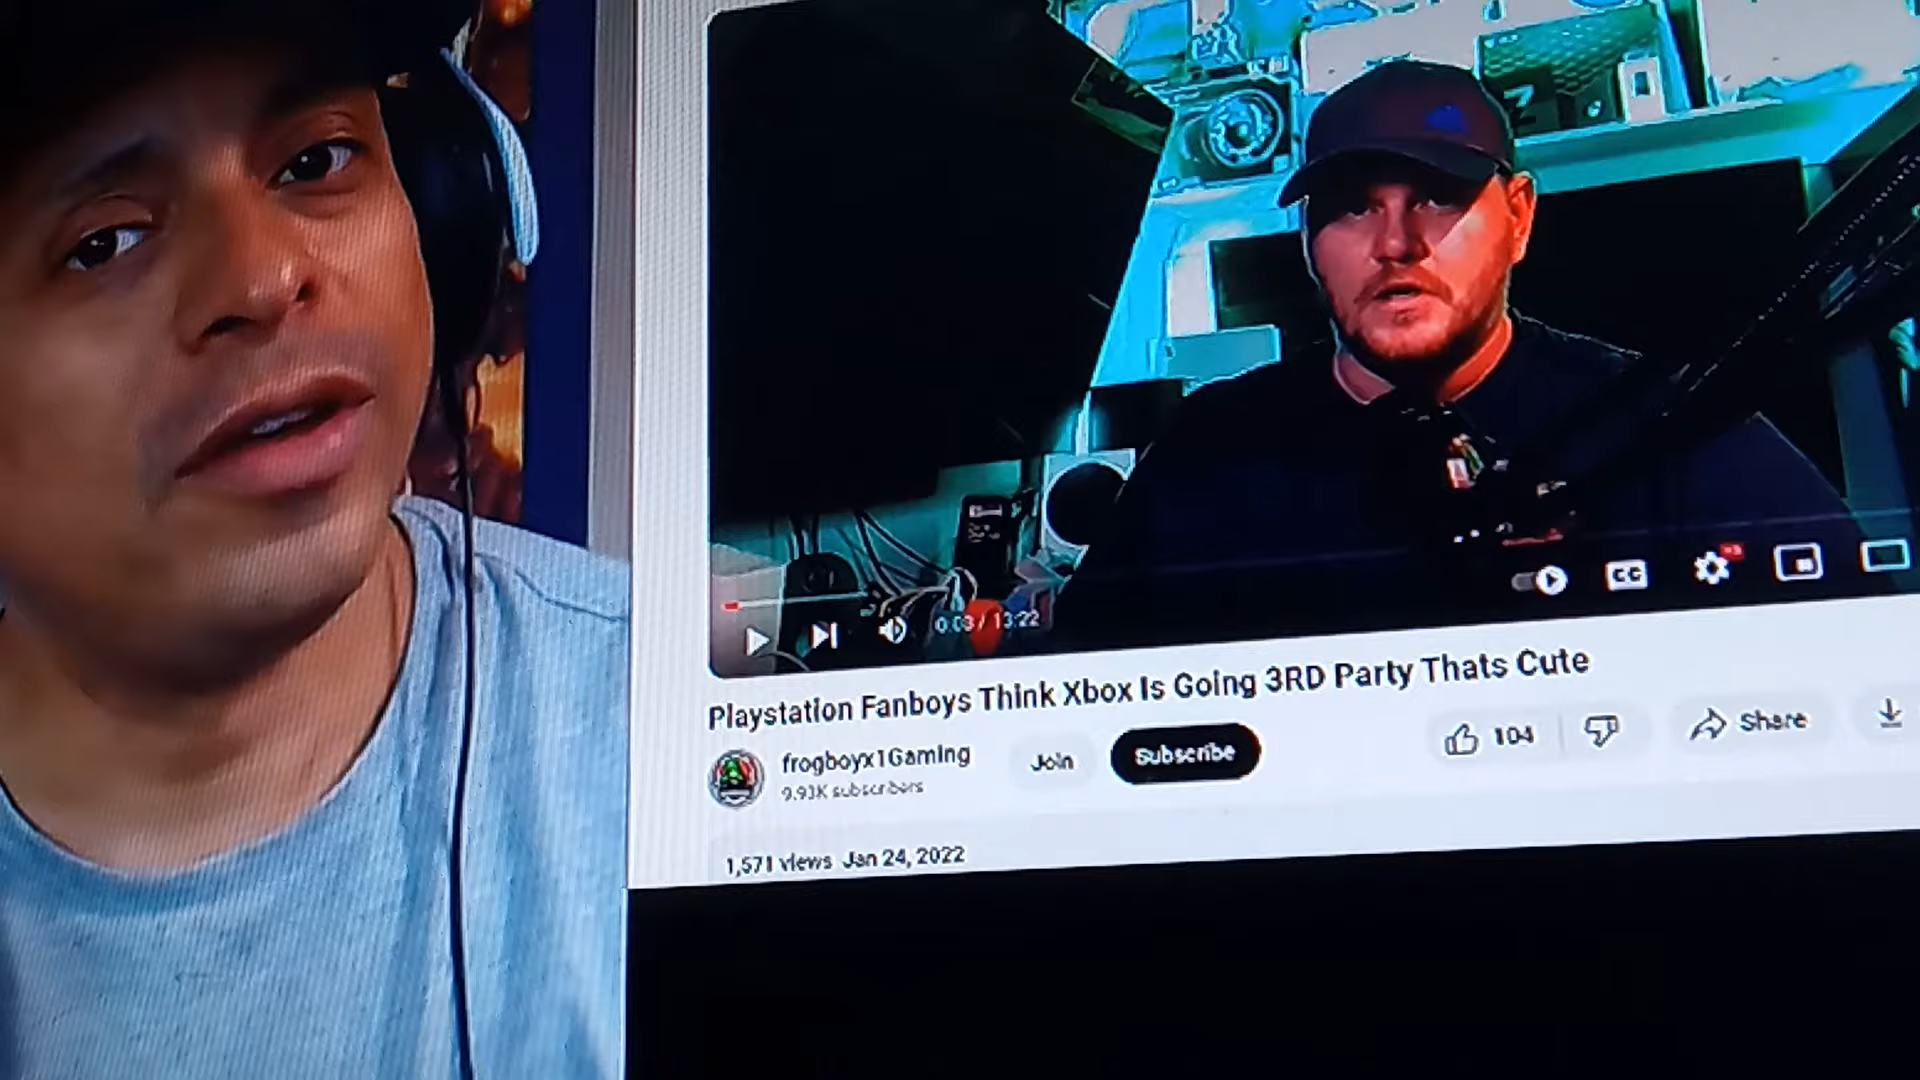 Z
0:03 / 13:22
CC
Playstation Fanboys Think Xbox Is Going 3RD Party Thats Cute
frogboyx1Gaming
9.93K subscribers
Join
Subscribe
104
Share
1,571 views Jan 24, 2022